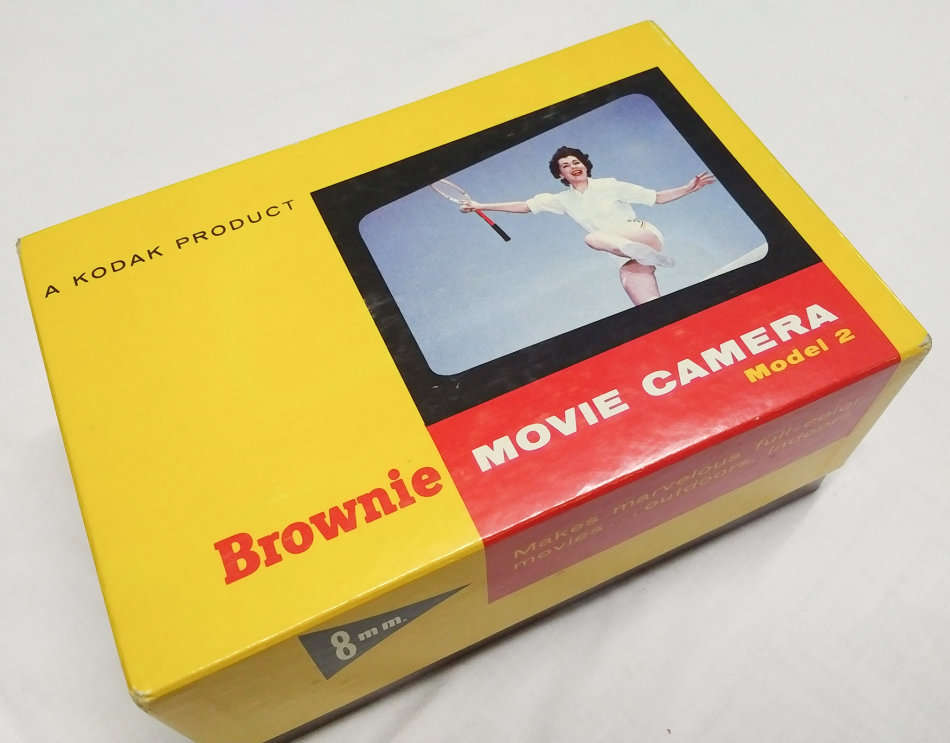 A KODAK PRODUCT
Brownie
MOVIE CAMERA
Model 2
Makes marvelous full-color
movies - outdoors, indoors
8 mm.